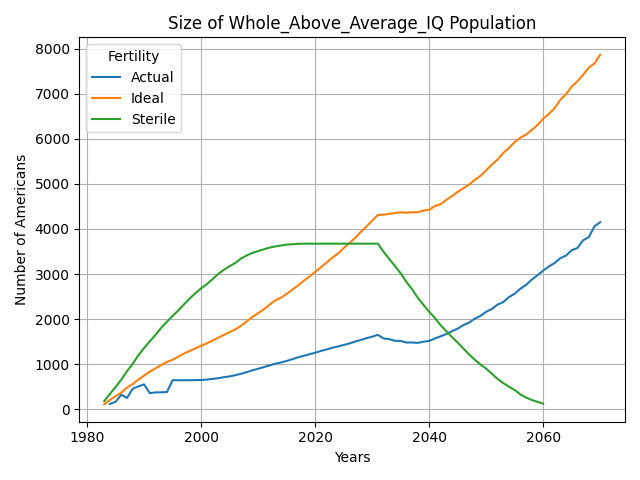 Size of Whole_Above_Average_IQ Population
Fertility
Actual
Ideal
Sterile
8000
7000
6000
5000
4000
3000
2000
1000
0
Number of Americans
1980
2000
2020
2040
2060
Years